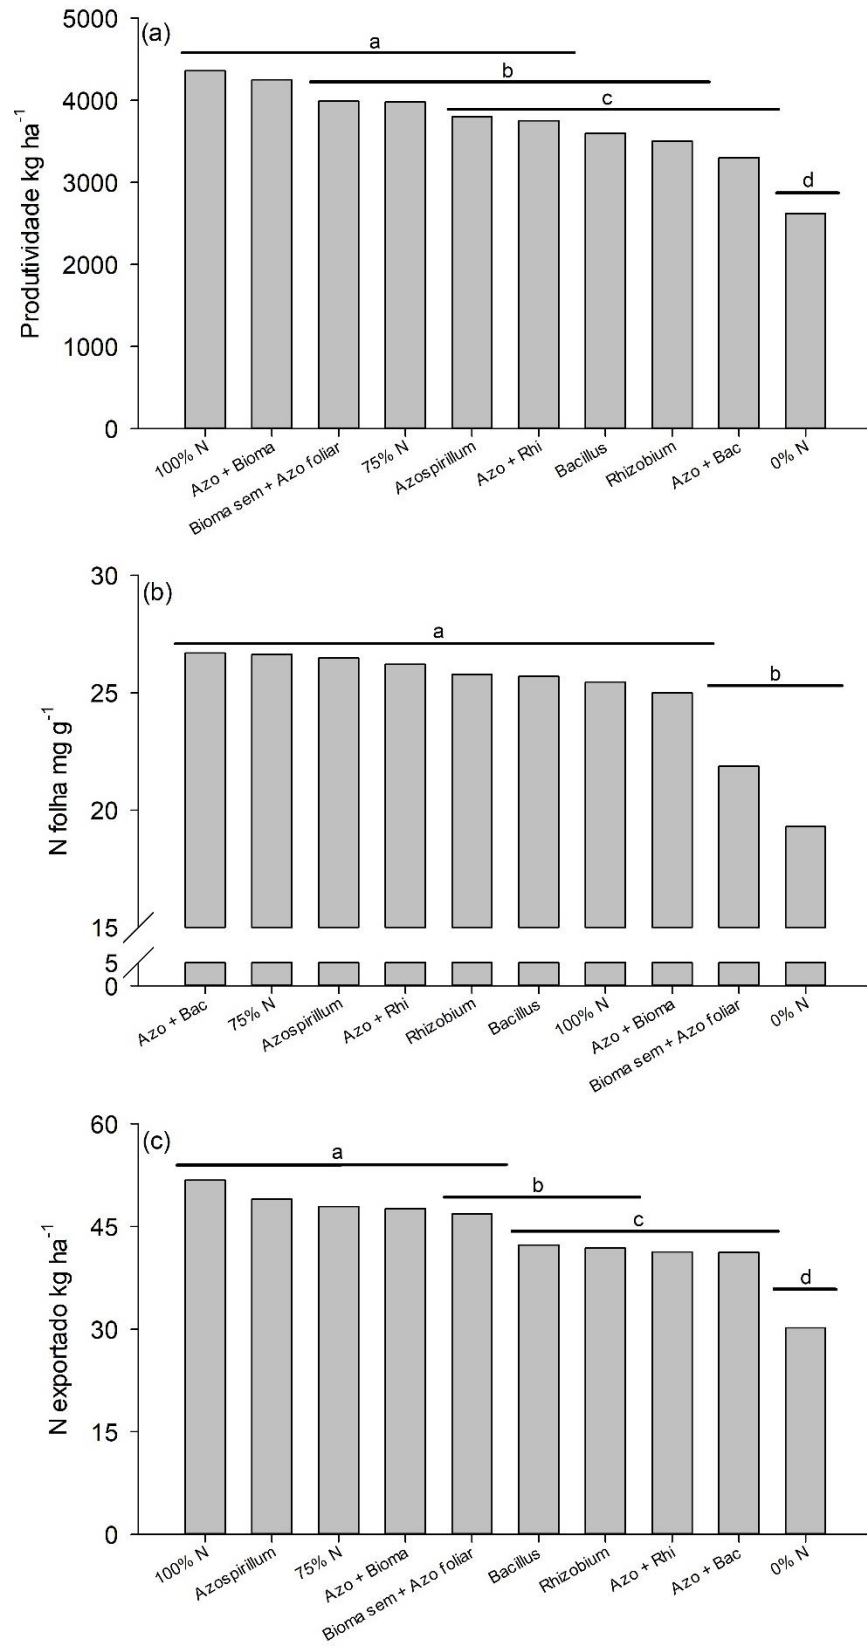 (a)
Produtividade kg ha⁻¹
5000
4000
3000
2000
1000
0
a
b
c
d
100% N
Azo + Bioma
Bioma sem + Azo foliar
75% N
Azospirillum
Azo + Rhi
Bacillus
Rhizobium
Azo + Bac
0% N
(b)
N folha mg g⁻¹
30
25
20
15
5
0
a
b
Azo + Bac
75% N
Azospirillum
Azo + Rhi
Rhizobium
Bacillus
100% N
Azo + Bioma
Bioma sem + Azo foliar
0% N
(c)
N exportado kg ha⁻¹
60
45
30
15
0
a
b
c
d
100% N
Azospirillum
75% N
Azo + Bioma
Bioma sem + Azo foliar
Bacillus
Rhizobium
Azo + Rhi
Azo + Bac
0% N